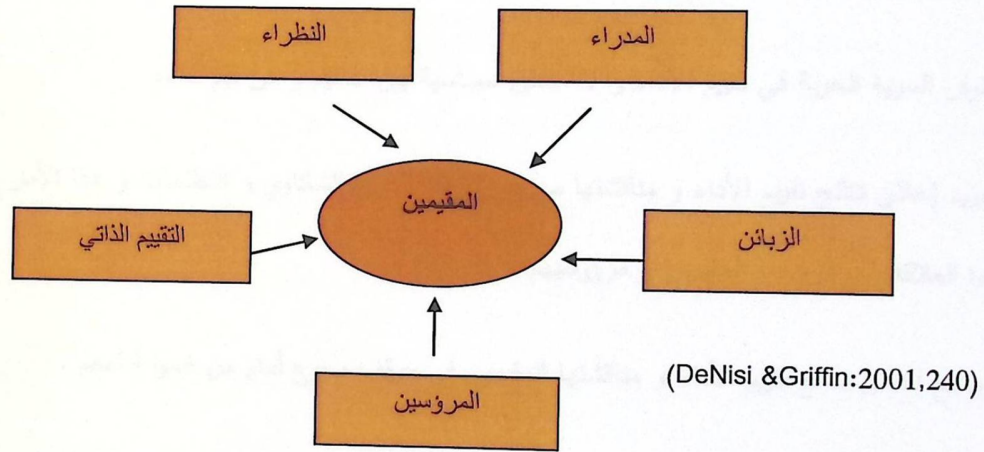 المدراء
النظراء
المقيمين
الزبائن
التقييم الذاتي
المرؤسين
(DeNisi &Griffin:2001,240)